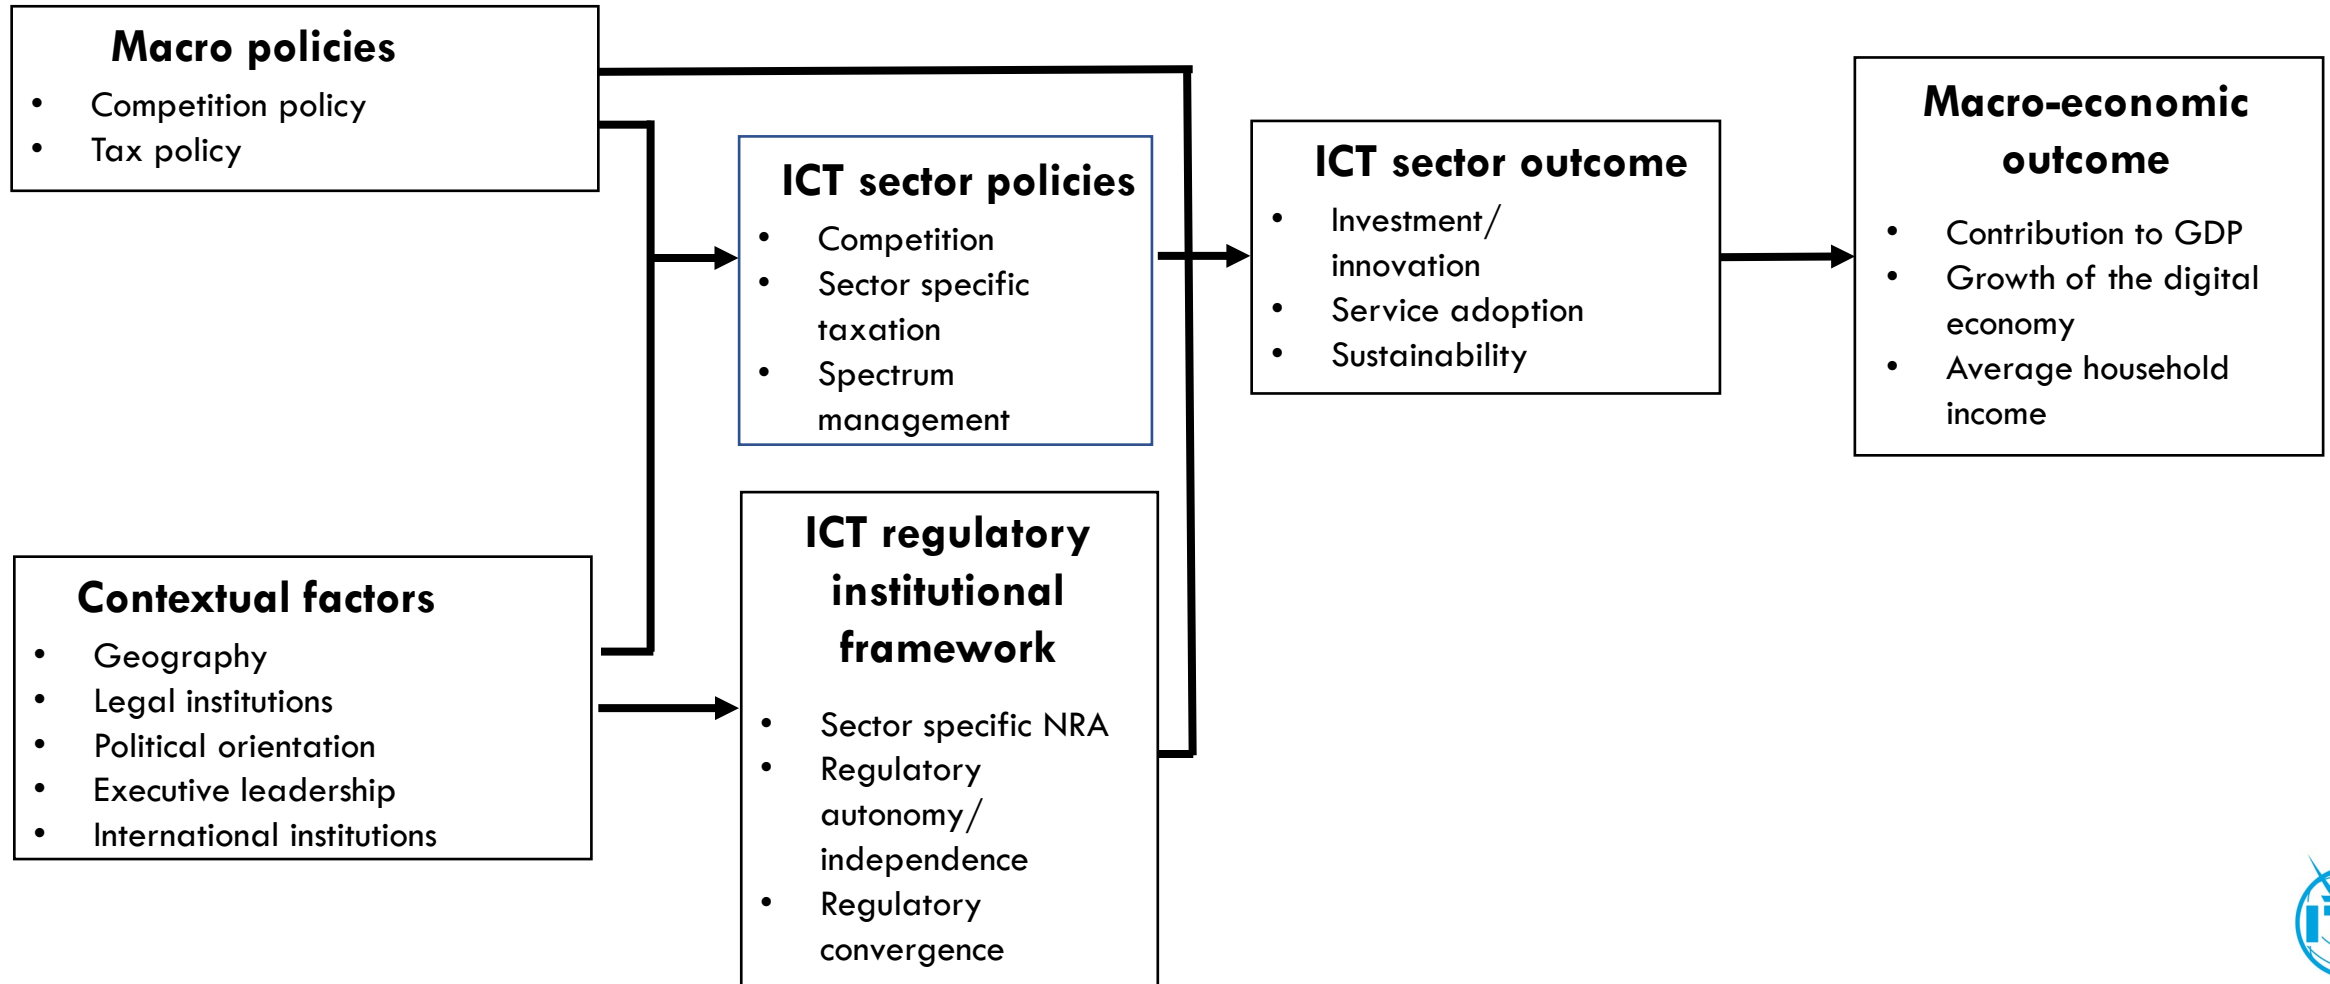 Macro policies
• Competition policy
• Tax policy
ICT sector policies
• Competition
• Sector specific
taxation
• Spectrum
management
ICT sector outcome
• Investment/
innovation
• Service adoption
• Sustainability
Macro-economic
outcome
• Contribution to GDP
• Growth of the digital
economy
• Average household
income
Contextual factors
• Geography
• Legal institutions
• Political orientation
• Executive leadership
• International institutions
ICT regulatory
institutional
framework
• Sector specific NRA
• Regulatory
autonomy/
independence
• Regulatory
convergence